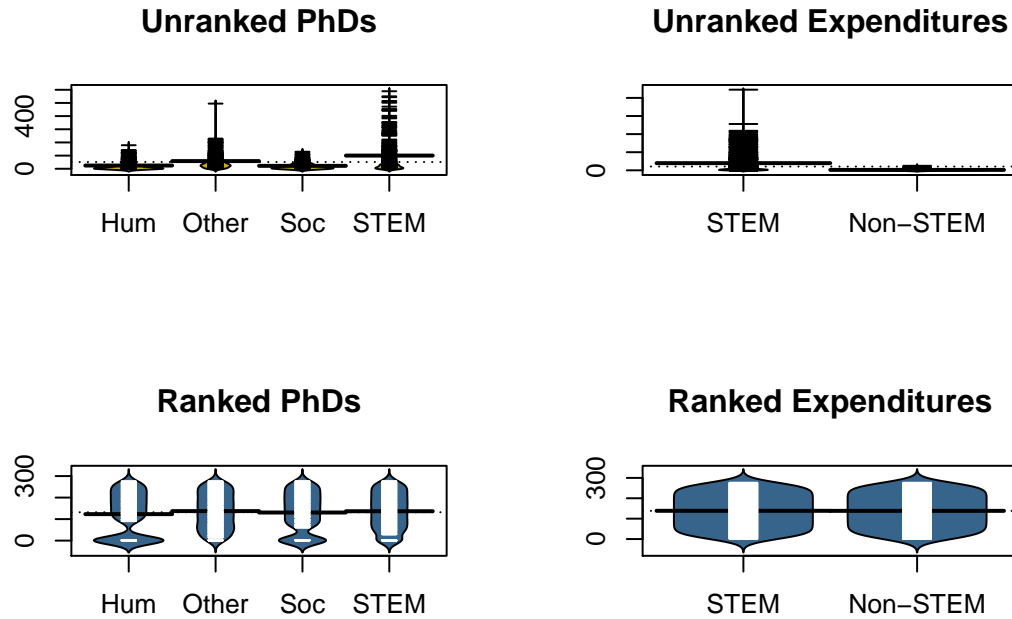 Unranked PhDs
400
0
Hum Other Soc STEM
Unranked Expenditures
0
STEM Non−STEM
Ranked PhDs
300
0
Hum Other Soc STEM
Ranked Expenditures
300
0
STEM Non−STEM